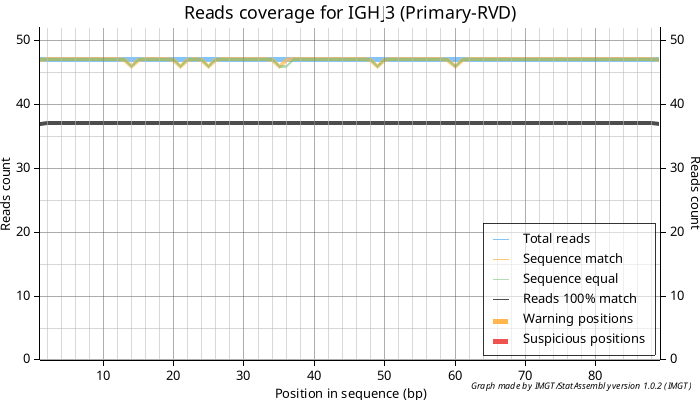 Reads coverage for IGHJ3 (Primary-RVD)
50
50
40
40
30
30
20
20
10
10
0
0
Reads count
Reads count
Total reads
Sequence match
Sequence equal
Reads 100% match
Warning positions
Suspicious positions
10 20 30 40 50 60 70 80
Position in sequence (bp)
Graph made by IMGT/StatAssembly version 1.0.2 (IMGT)